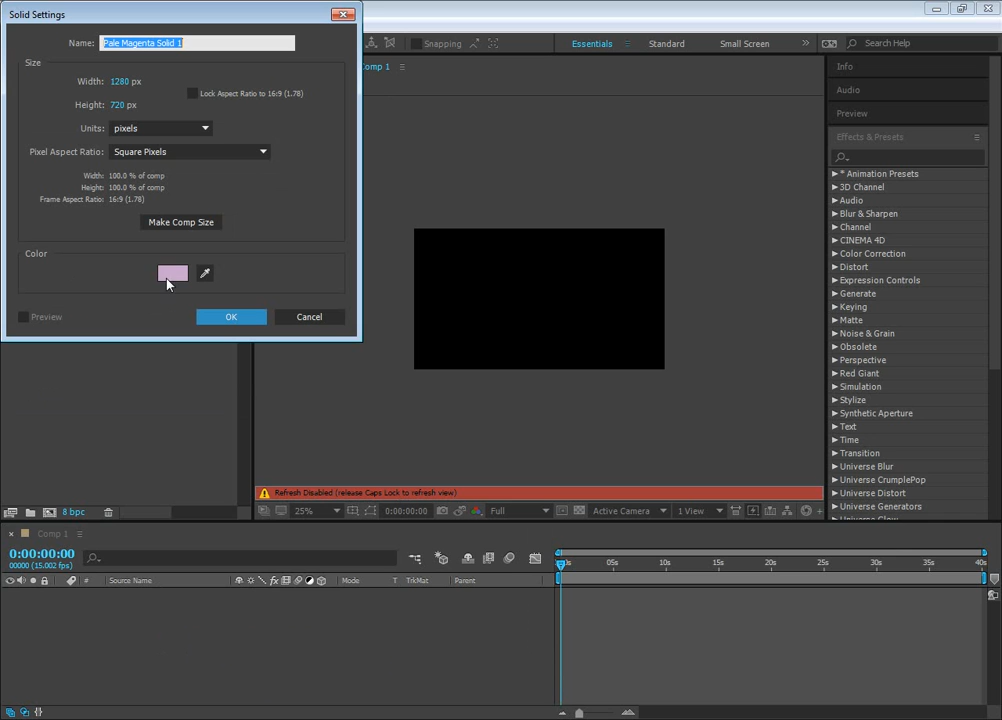 Solid Settings
Name: Pale Magenta Solid 1
Size
Width: 1280 px
Lock Aspect Ratio to 16:9 (1.78)
Height: 720 px
Units: pixels
Pixel Aspect Ratio: Square Pixels
Width: 100.0 % of comp
Height: 100.0 % of comp
Frame Aspect Ratio: 16:9 (1.78)
Make Comp Size
Color
Preview
OK
Cancel
Snapping
Essentials
Standard
Small Screen
»
Search Help
Comp 1
Info
Audio
Preview
Effects & Presets
* Animation Presets
3D Channel
Audio
Blur & Sharpen
Channel
CINEMA 4D
Color Correction
Distort
Expression Controls
Generate
Keying
Matte
Noise & Grain
Obsolete
Perspective
Red Giant
Simulation
Stylize
Synthetic Aperture
Text
Time
Transition
Universe Blur
Universe CrumplePop
Universe Distort
Universe Generators
Universe Glow
Refresh Disabled (release Caps Lock to refresh view)
8 bpc
25%
0:00:00:00
Full
Active Camera
1 View
Comp 1
0:00:00:00
00000 (15.002 fps)
#
Source Name
Mode
T TrkMat
Parent
05s 10s 15s 20s 25s 30s 35s 40s